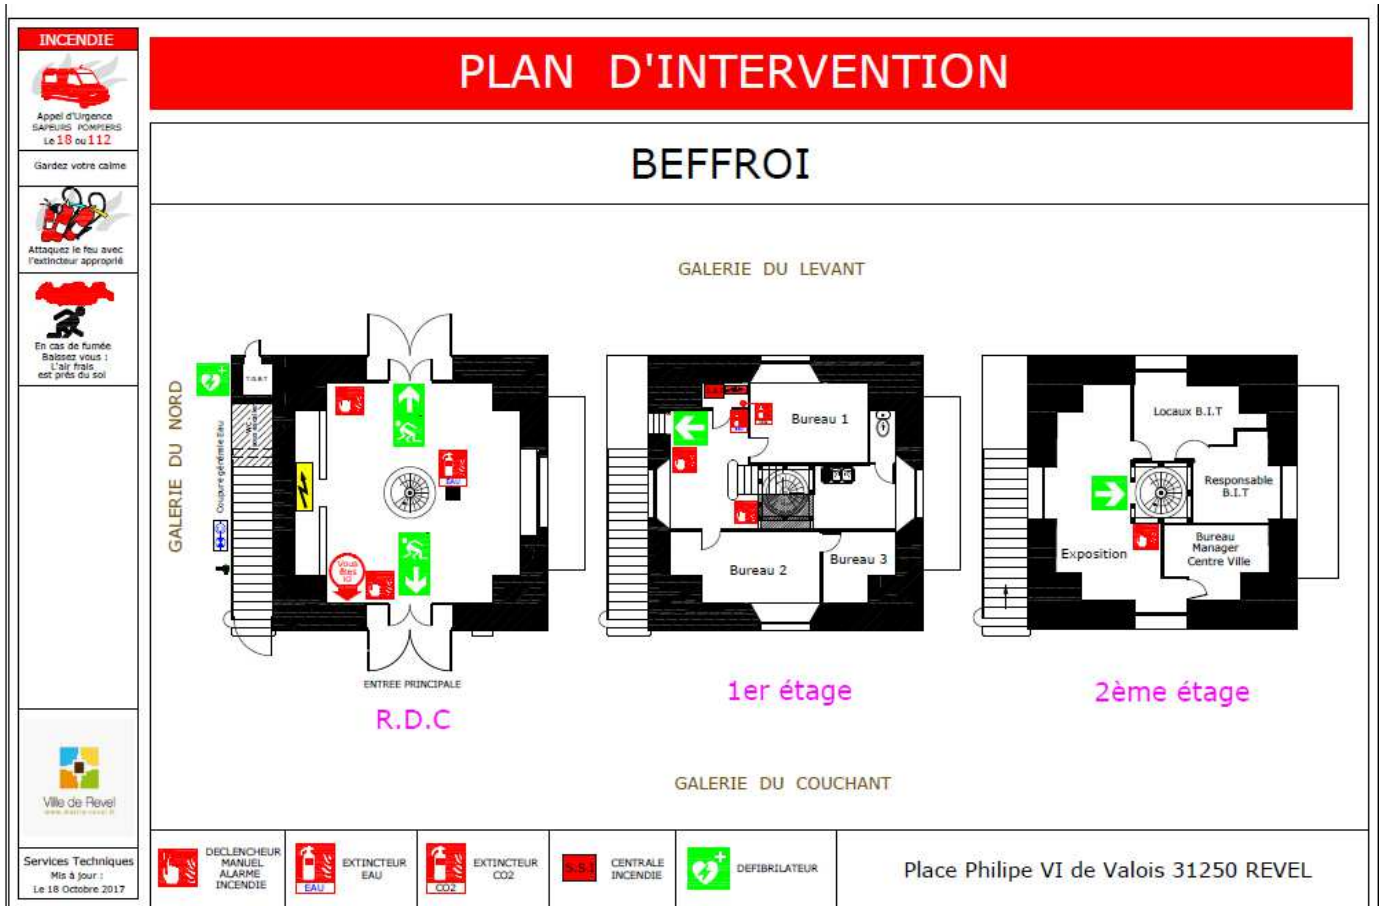 INCENDIE
Appel d'Urgence
SAPEURS POMPIERS
Le 18 ou 112
Gardez votre calme
Attaquez le feu avec
l'extincteur approprié
En cas de fumée
Baissez vous :
L'air frais
est près du sol
Ville de Revel
Services Techniques
Mis à jour :
Le 18 Octobre 2017
PLAN D'INTERVENTION
BEFFROI
GALERIE DU LEVANT
GALERIE DU NORD
T.G.B.T
Coupure générale Eau
EAU
Vous
êtes
ICI
ENTREE PRINCIPALE
R.D.C
Bureau 1
Bureau 2
Bureau 3
1er étage
Locaux B.I.T
Responsable
B.I.T
Exposition
Bureau
Manager
Centre Ville
2ème étage
GALERIE DU COUCHANT
DECLENCHEUR
MANUEL
ALARME
INCENDIE
EAU
EXTINCTEUR
EAU
CO2
EXTINCTEUR
CO2
S.S.I
CENTRALE
INCENDIE
DEFIBRILATEUR
Place Philipe VI de Valois 31250 REVEL